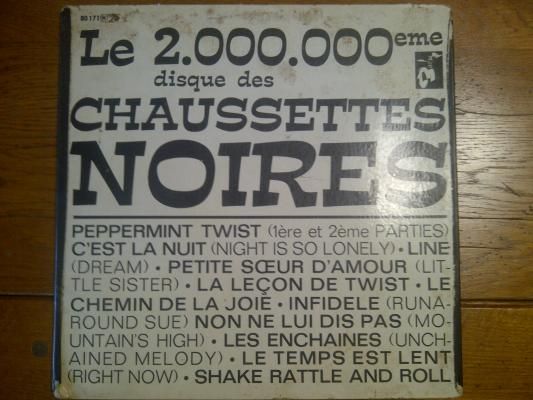 80 171
Le 2.000.000eme
disque des
CHAUSSETTES
NOIRES
PEPPERMINT TWIST (1ère et 2ème PARTIES)
C'EST LA NUIT (NIGHT IS SO LONELY) • LINE
(DREAM) • PETITE SŒUR D'AMOUR (LIT-
TLE SISTER) • LA LEÇON DE TWIST • LE
CHEMIN DE LA JOIE • INFIDELE (RUNA-
ROUND SUE) NON NE LUI DIS PAS (MO-
UNTAIN'S HIGH) • LES ENCHAINES (UNCH-
AINED MELODY) • LE TEMPS EST LENT
(RIGHT NOW) • SHAKE RATTLE AND ROLL